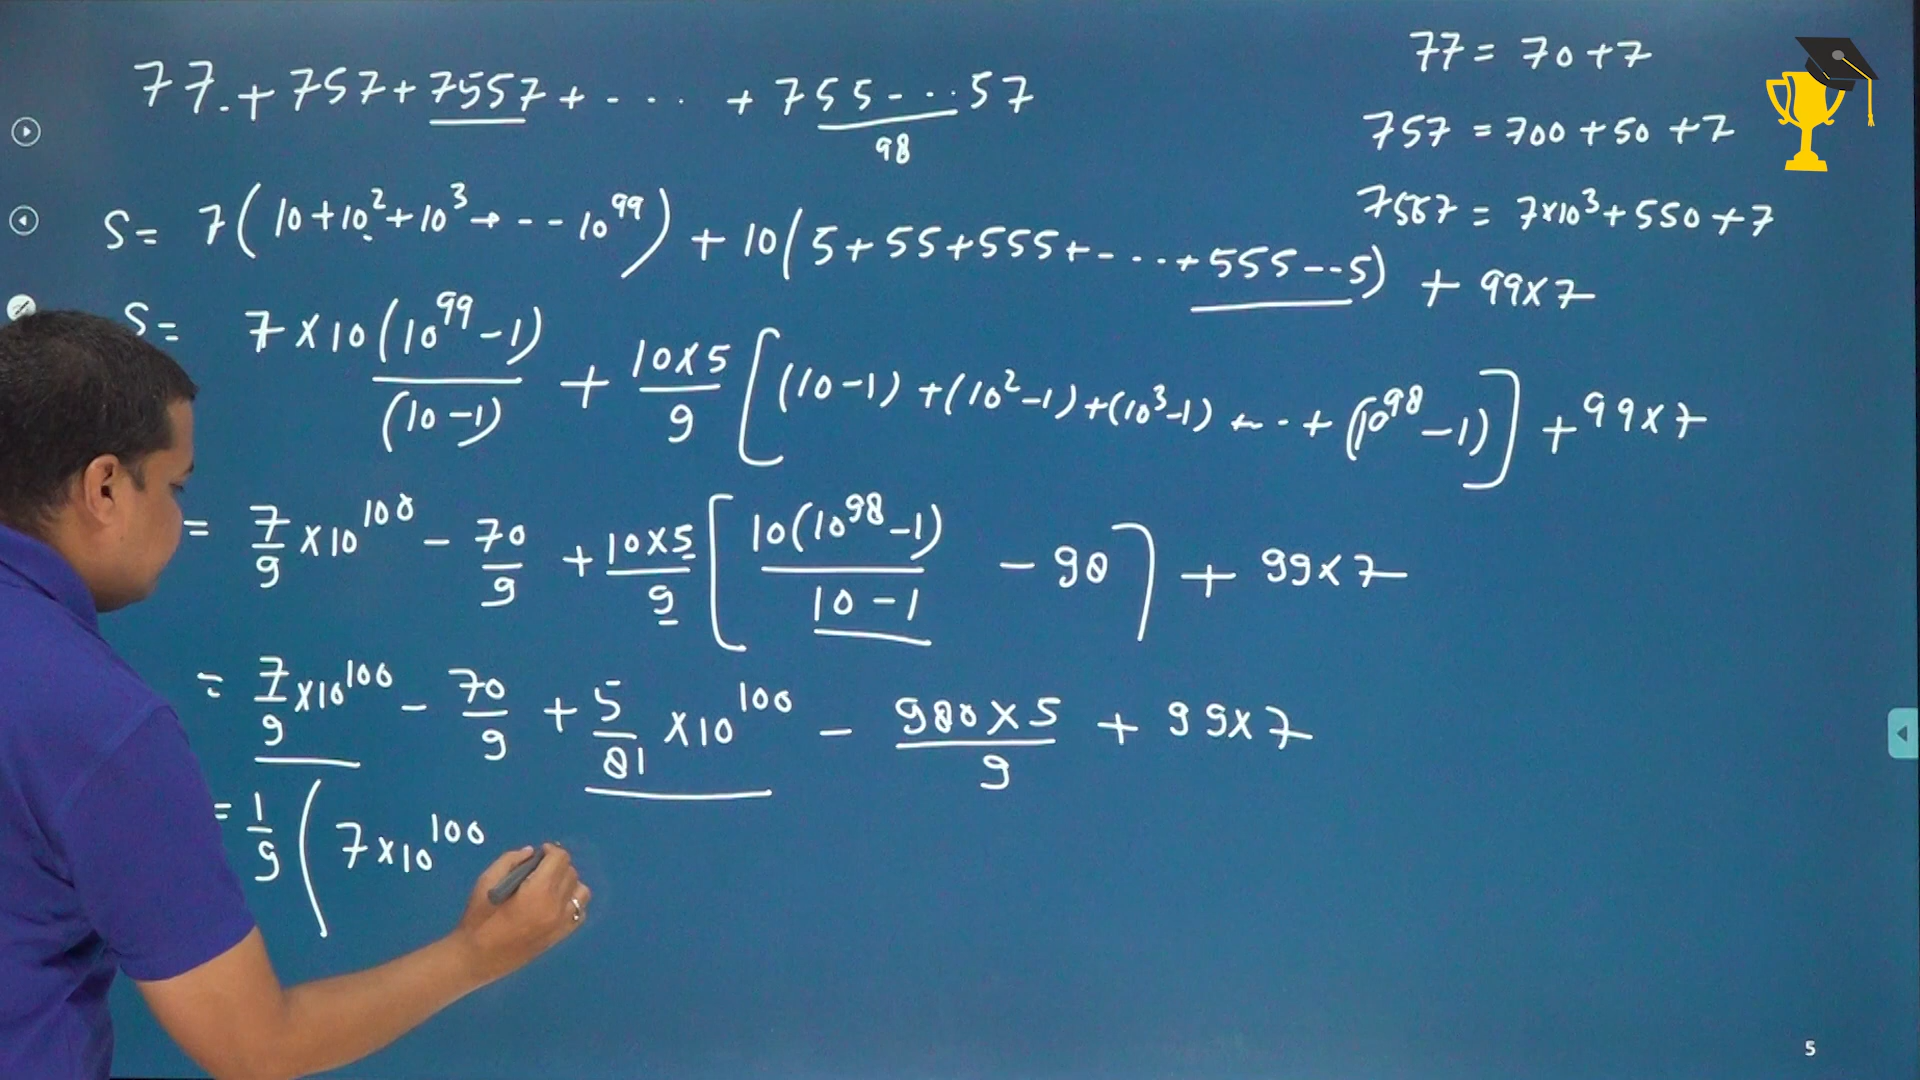 77 + 757 + 7557 + - - - - + 755 - - - - 57
98
77 = 70 + 7
757 = 700 + 50 + 7
7557 = 7×10³ + 550 + 7
S = 7(10 + 10² + 10³ + - - - 10⁹⁹) + 10(5 + 55 + 555 + - - - - + 555 - - 5) + 99×7
S = 7×10(10⁹⁹ - 1)/(10 - 1) + 10×5/9 [(10 - 1) + (10² - 1) + (10³ - 1) + - - + (10⁹⁸ - 1)] + 99×7
= 7/9 ×10¹⁰⁰ - 70/9 + 10×5/9 [10(10⁹⁸ - 1)/10 - 1 - 98] + 99×7
= 7/9 ×10¹⁰⁰ - 70/9 + 5/81 ×10¹⁰⁰ - 980×5/9 + 99×7
= 1/9 (7×10¹⁰⁰
5